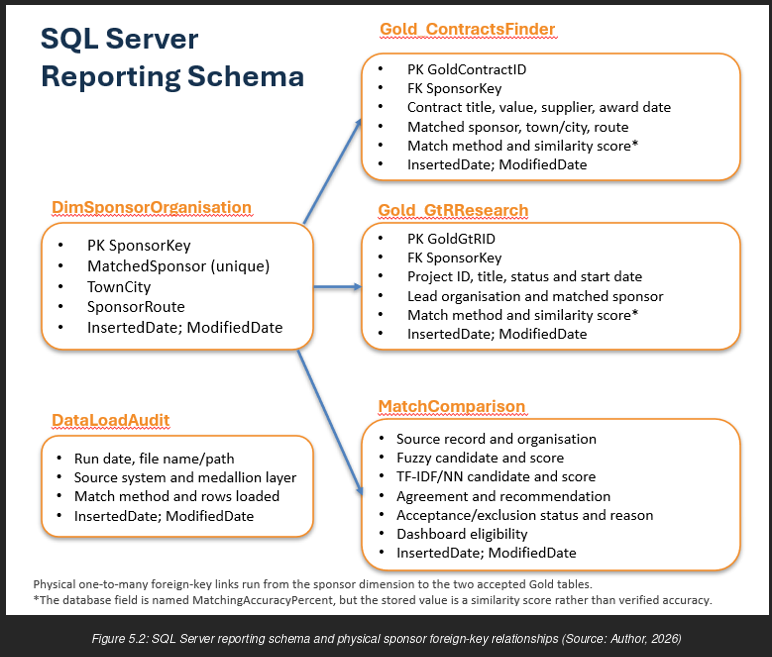 SQL Server
Reporting Schema
Gold_ContractsFinder
• PK GoldContractID
• FK SponsorKey
• Contract title, value, supplier, award date
• Matched sponsor, town/city, route
• Match method and similarity score*
• InsertedDate; ModifiedDate
DimSponsorOrganisation
• PK SponsorKey
• MatchedSponsor (unique)
• TownCity
• SponsorRoute
• InsertedDate; ModifiedDate
Gold_GtRResearch
• PK GoldGtRID
• FK SponsorKey
• Project ID, title, status and start date
• Lead organisation and matched sponsor
• Match method and similarity score*
• InsertedDate; ModifiedDate
DataLoadAudit
• Run date, file name/path
• Source system and medallion layer
• Match method and rows loaded
• InsertedDate; ModifiedDate
MatchComparison
• Source record and organisation
• Fuzzy candidate and score
• TF-IDF/NN candidate and score
• Agreement and recommendation
• Acceptance/exclusion status and reason
• Dashboard eligibility
• InsertedDate; ModifiedDate
Physical one-to-many foreign-key links run from the sponsor dimension to the two accepted Gold tables.
*The database field is named MatchingAccuracyPercent, but the stored value is a similarity score rather than verified accuracy.
Figure 5.2: SQL Server reporting schema and physical sponsor foreign-key relationships (Source: Author, 2026)